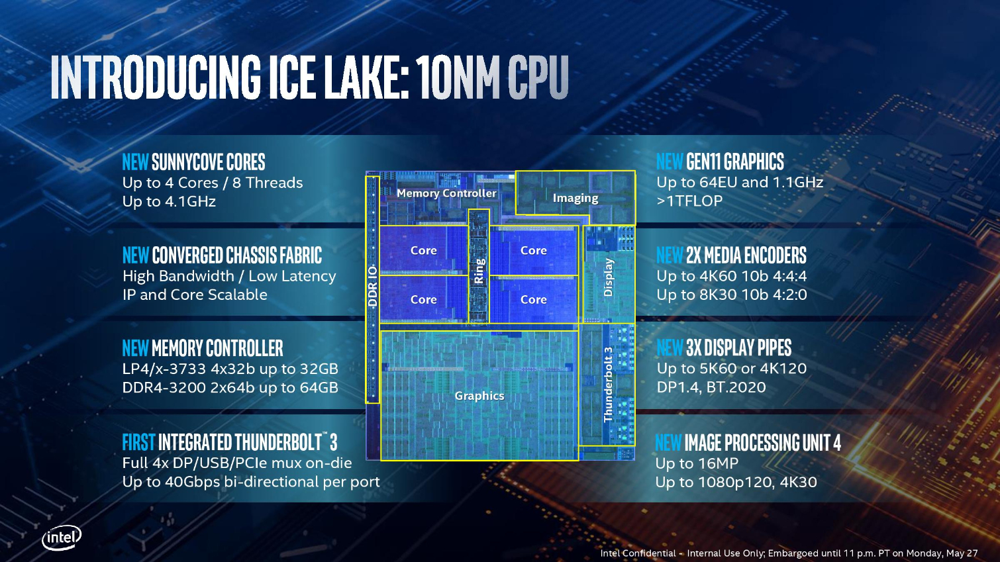 INTRODUCING ICE LAKE: 10NM CPU
NEW SUNNYCOVE CORES
Up to 4 Cores / 8 Threads
Up to 4.1GHz
NEW CONVERGED CHASSIS FABRIC
High Bandwidth / Low Latency
IP and Core Scalable
NEW MEMORY CONTROLLER
LP4/x-3733 4x32b up to 32GB
DDR4-3200 2x64b up to 64GB
FIRST INTEGRATED THUNDERBOLT™ 3
Full 4x DP/USB/PCIe mux on-die
Up to 40Gbps bi-directional per port
Memory Controller
Imaging
Core
Core
Ring
Display
DDR IO
Core
Core
Graphics
Thunderbolt 3
NEW GEN11 GRAPHICS
Up to 64EU and 1.1GHz
>1TFLOP
NEW 2X MEDIA ENCODERS
Up to 4K60 10b 4:4:4
Up to 8K30 10b 4:2:0
NEW 3X DISPLAY PIPES
Up to 5K60 or 4K120
DP1.4, BT.2020
NEW IMAGE PROCESSING UNIT 4
Up to 16MP
Up to 1080p120, 4K30
intel
Intel Confidential - Internal Use Only; Embargoed until 11 p.m. PT on Monday, May 27